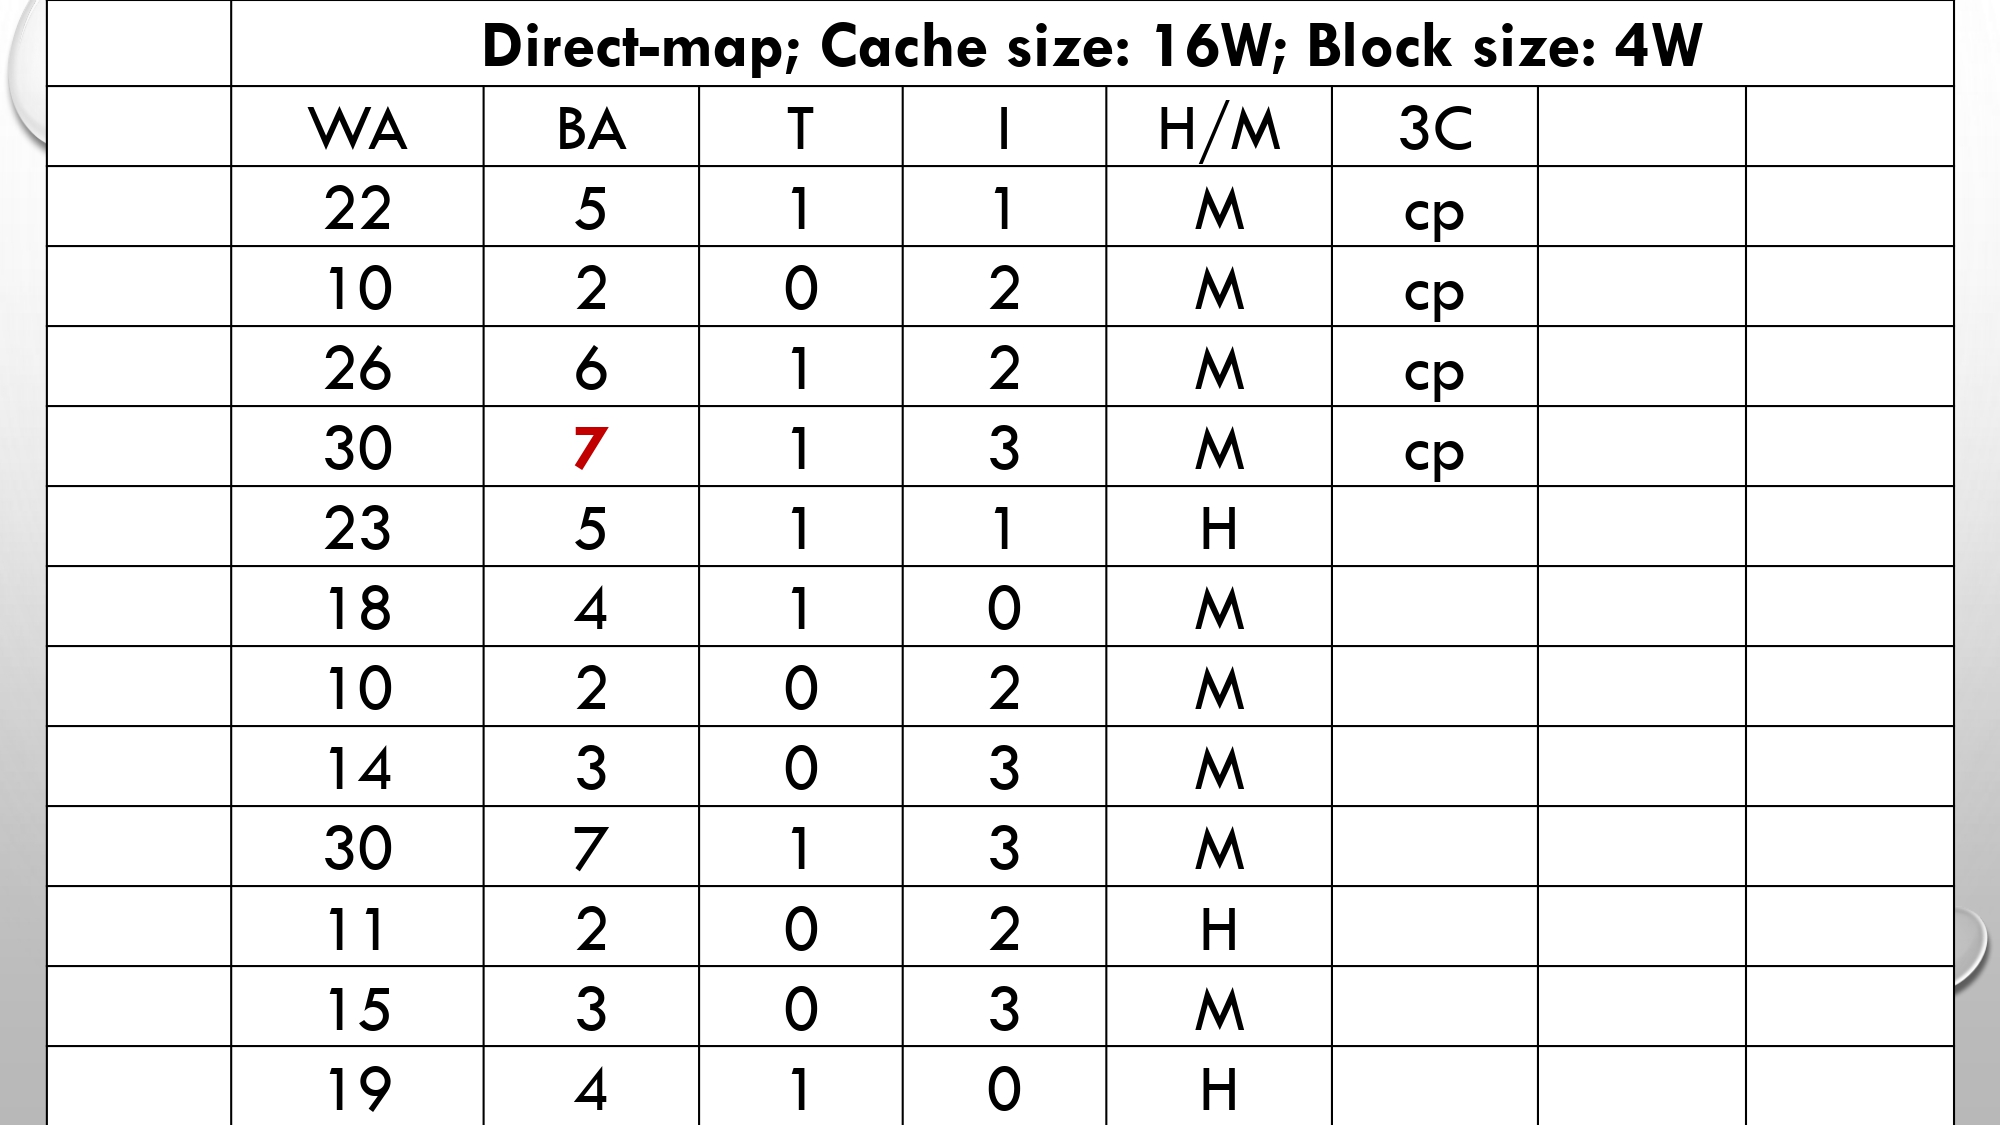 Direct-map; Cache size: 16W; Block size: 4W
WA BA T I H/M 3C
22 5 1 1 M cp
10 2 0 2 M cp
26 6 1 2 M cp
30 7 1 3 M cp
23 5 1 1 H
18 4 1 0 M
10 2 0 2 M
14 3 0 3 M
30 7 1 3 M
11 2 0 2 H
15 3 0 3 M
19 4 1 0 H